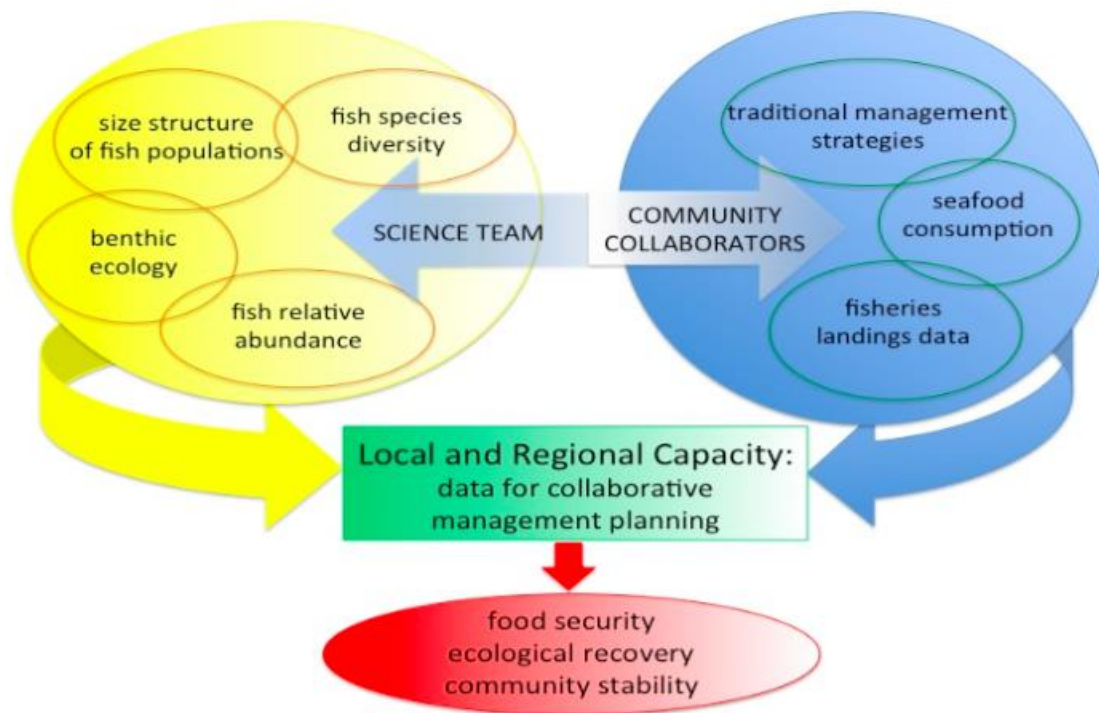 size structure
of fish populations
fish species
diversity
benthic
ecology
fish relative
abundance
SCIENCE TEAM
COMMUNITY
COLLABORATORS
traditional management
strategies
seafood
consumption
fisheries
landings data
Local and Regional Capacity:
data for collaborative
management planning
food security
ecological recovery
community stability